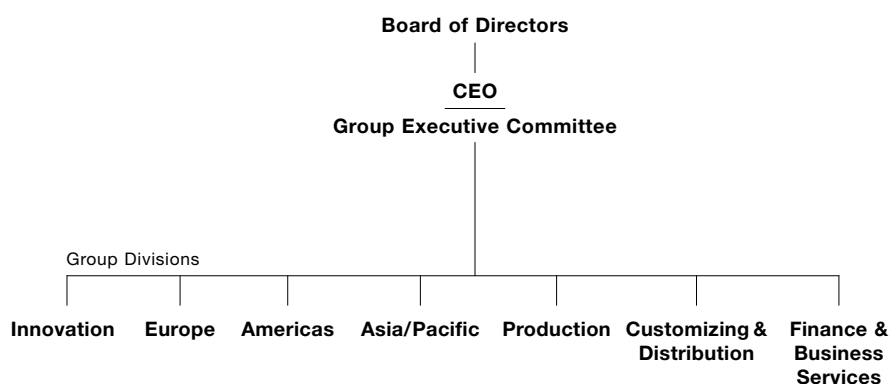 Board of Directors
CEO
Group Executive Committee
Group Divisions
Innovation
Europe
Americas
Asia/Pacific
Production
Customizing &
Distribution
Finance &
Business
Services